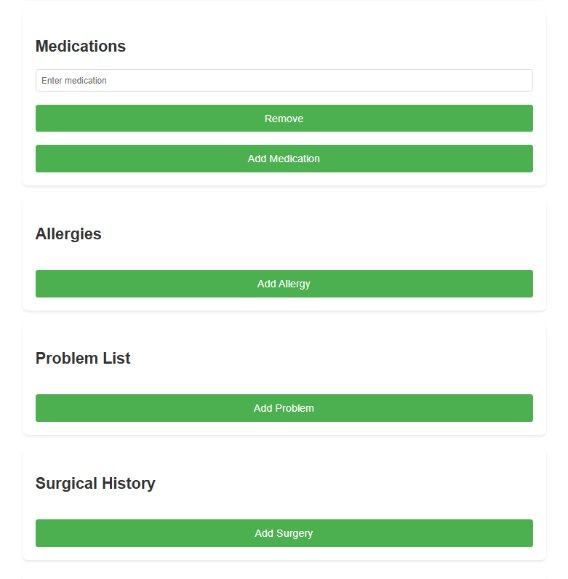 Medications
Enter medication
Remove
Add Medication
Allergies
Add Allergy
Problem List
Add Problem
Surgical History
Add Surgery